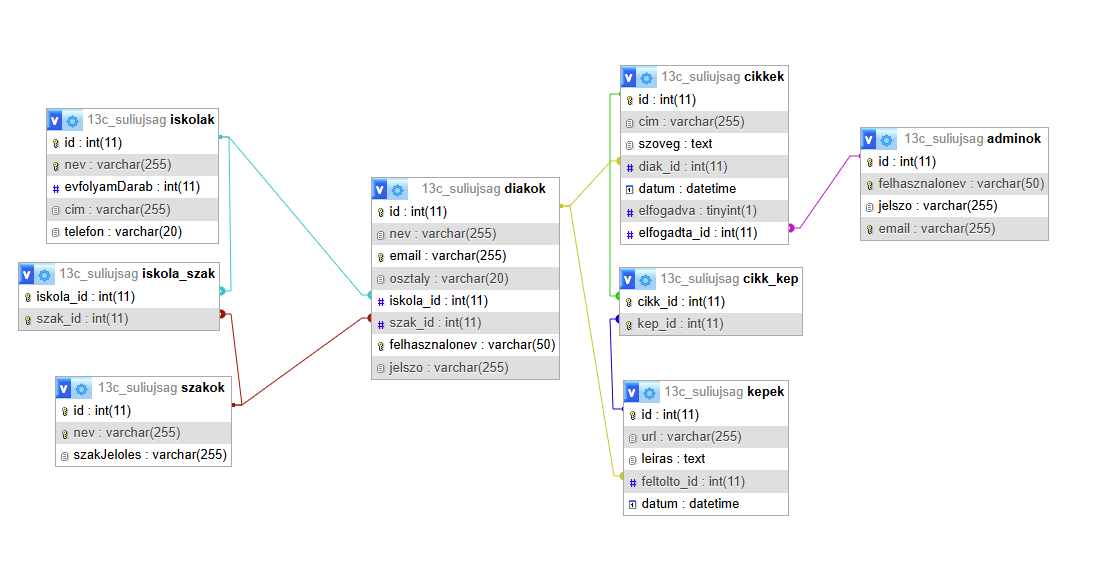 13c_suliujsag iskolak
id : int(11)
nev : varchar(255)
evfolyamDarab : int(11)
cim : varchar(255)
telefon : varchar(20)
13c_suliujsag iskola_szak
iskola_id : int(11)
szak_id : int(11)
13c_suliujsag szakok
id : int(11)
nev : varchar(255)
szakJeloles : varchar(255)
13c_suliujsag diakok
id : int(11)
nev : varchar(255)
email : varchar(255)
osztaly : varchar(20)
iskola_id : int(11)
szak_id : int(11)
felhasznalonev : varchar(50)
jelszo : varchar(255)
13c_suliujsag cikkek
id : int(11)
cim : varchar(255)
szoveg : text
diak_id : int(11)
datum : datetime
elfogadva : tinyint(1)
elfogadta_id : int(11)
13c_suliujsag cikk_kep
cikk_id : int(11)
kep_id : int(11)
13c_suliujsag kepek
id : int(11)
url : varchar(255)
leiras : text
feltolto_id : int(11)
datum : datetime
13c_suliujsag adminok
id : int(11)
felhasznalonev : varchar(50)
jelszo : varchar(255)
email : varchar(255)